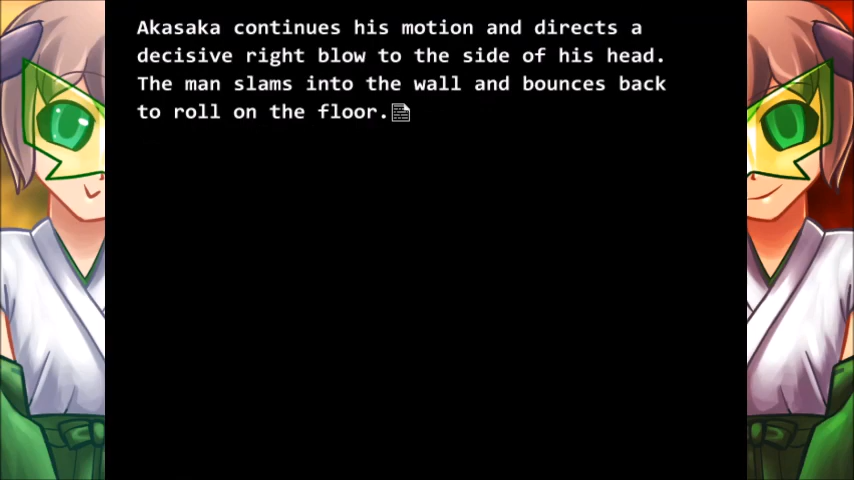 Akasaka continues his motion and directs a
decisive right blow to the side of his head.
The man slams into the wall and bounces back
to roll on the floor.